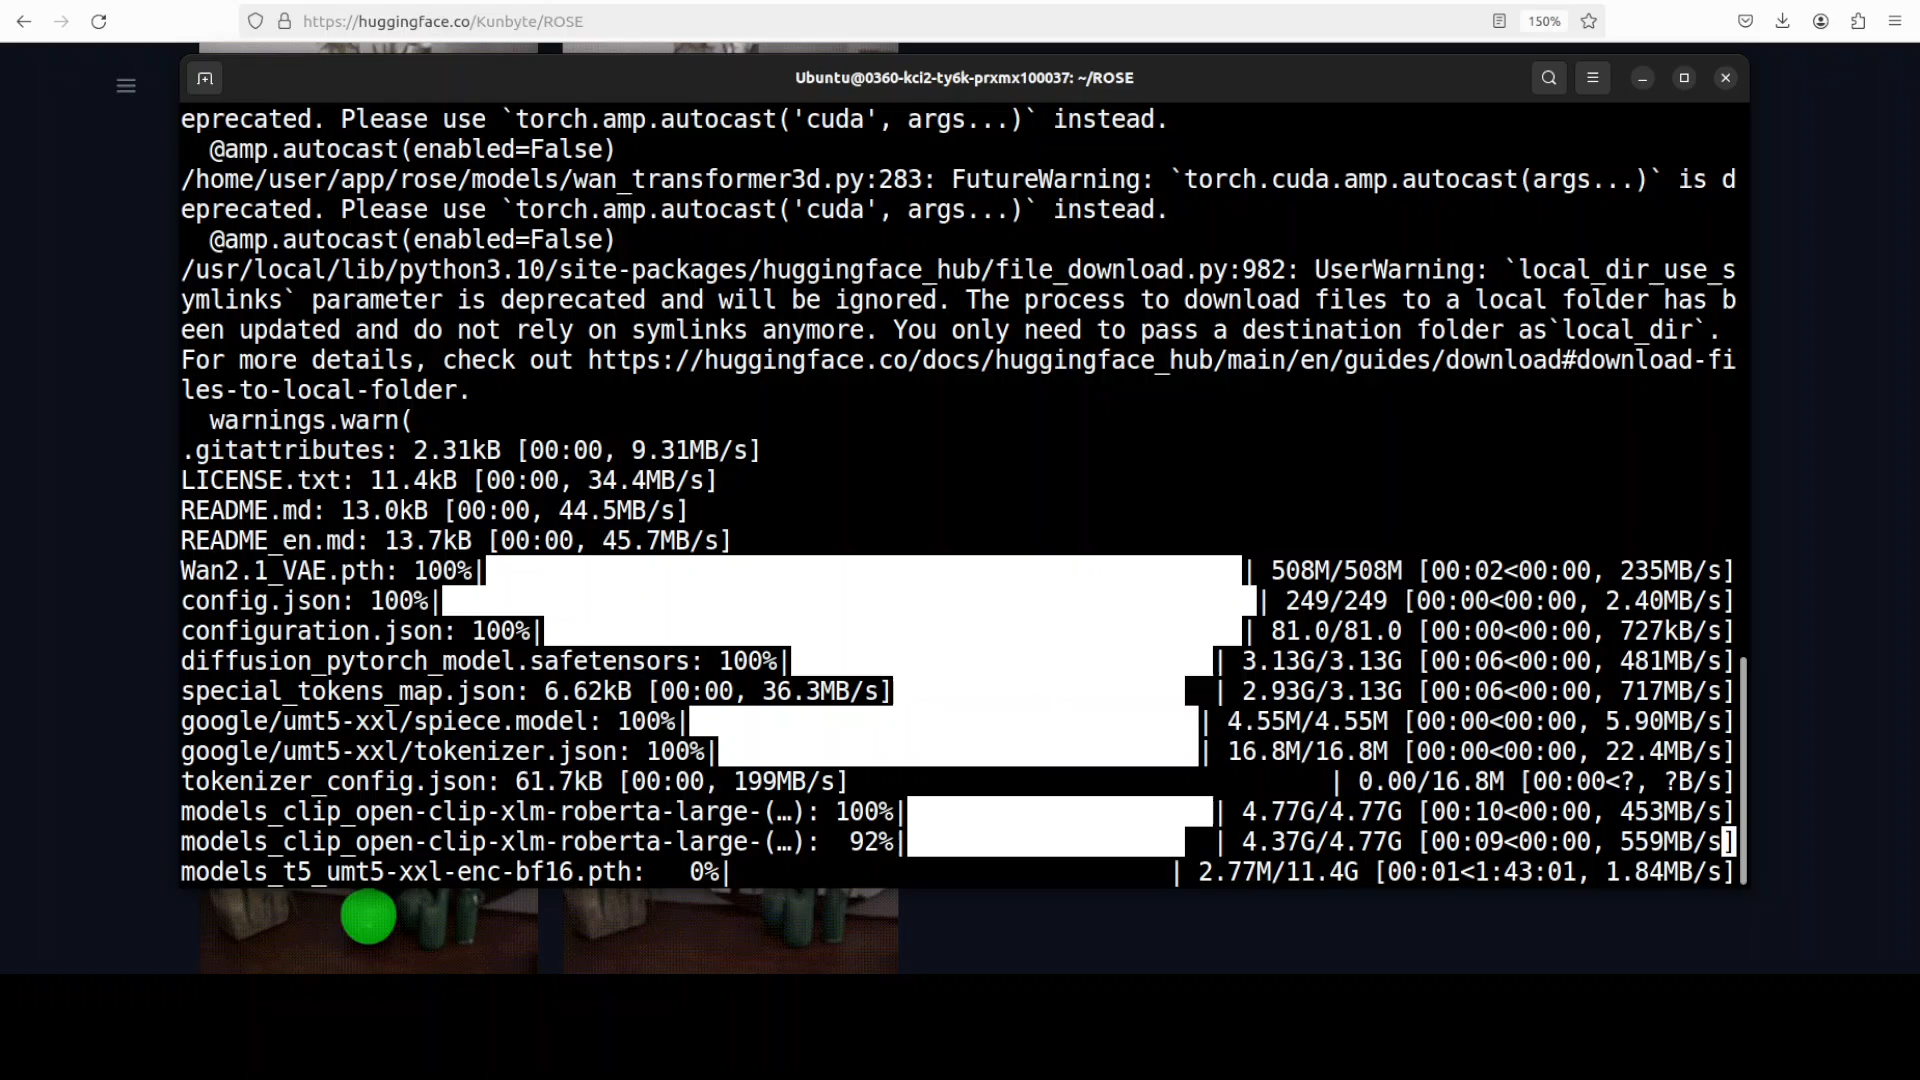 https://huggingface.co/Kunbyte/ROSE
150%
Ubuntu@0360-kci2-ty6k-prxmx100037: ~/ROSE
eprecated. Please use `torch.amp.autocast('cuda', args...)` instead.
@amp.autocast(enabled=False)
/home/user/app/rose/models/wan_transformer3d.py:283: FutureWarning: `torch.cuda.amp.autocast(args...)` is d
eprecated. Please use `torch.amp.autocast('cuda', args...)` instead.
@amp.autocast(enabled=False)
/usr/local/lib/python3.10/site-packages/huggingface_hub/file_download.py:982: UserWarning: `local_dir_use_s
ymlinks` parameter is deprecated and will be ignored. The process to download files to a local folder has b
een updated and do not rely on symlinks anymore. You only need to pass a destination folder as`local_dir`.
For more details, check out https://huggingface.co/docs/huggingface_hub/main/en/guides/download#download-fi
les-to-local-folder.
warnings.warn(
.gitattributes: 2.31kB [00:00, 9.31MB/s]
LICENSE.txt: 11.4kB [00:00, 34.4MB/s]
README.md: 13.0kB [00:00, 44.5MB/s]
README_en.md: 13.7kB [00:00, 45.7MB/s]
Wan2.1_VAE.pth: 100%| | 508M/508M [00:02<00:00, 235MB/s]
config.json: 100%| | 249/249 [00:00<00:00, 2.40MB/s]
configuration.json: 100%| | 81.0/81.0 [00:00<00:00, 727kB/s]
diffusion_pytorch_model.safetensors: 100%| | 3.13G/3.13G [00:06<00:00, 481MB/s]
special_tokens_map.json: 6.62kB [00:00, 36.3MB/s] | 2.93G/3.13G [00:06<00:00, 717MB/s]
google/umt5-xxl/spiece.model: 100%| | 4.55M/4.55M [00:00<00:00, 5.90MB/s]
google/umt5-xxl/tokenizer.json: 100%| | 16.8M/16.8M [00:00<00:00, 22.4MB/s]
tokenizer_config.json: 61.7kB [00:00, 199MB/s] | 0.00/16.8M [00:00<?, ?B/s]
models_clip_open-clip-xlm-roberta-large-(…): 100%| | 4.77G/4.77G [00:10<00:00, 453MB/s]
models_clip_open-clip-xlm-roberta-large-(…): 92%| | 4.37G/4.77G [00:09<00:00, 559MB/s]
models_t5_umt5-xxl-enc-bf16.pth: 0%| | 2.77M/11.4G [00:01<1:43:01, 1.84MB/s]